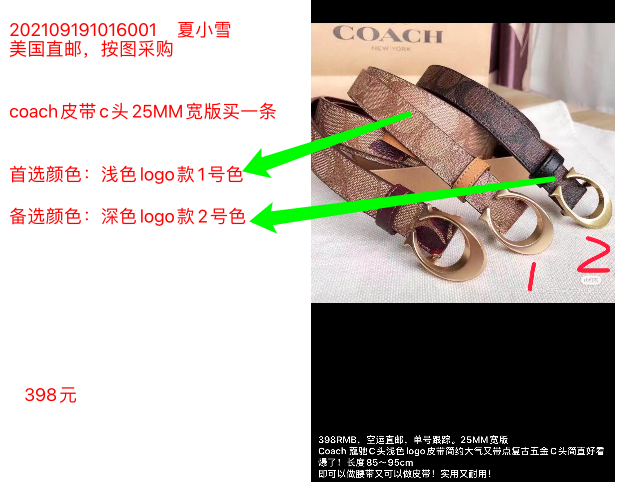 202109191016001 夏小雪
美国直邮，按图采购
coach皮带c头25MM宽版买一条
首选颜色：浅色logo款1号色
备选颜色：深色logo款2号色
398元
COACH
NEW YORK
1
2
398RMB，空运直邮，单号跟踪。25MM宽版
Coach 蔻驰C头浅色logo皮带简约大气又带点复古五金C头简直好看
爆了！长度85～95cm
即可以做腰带又可以做皮带！实用又耐用！